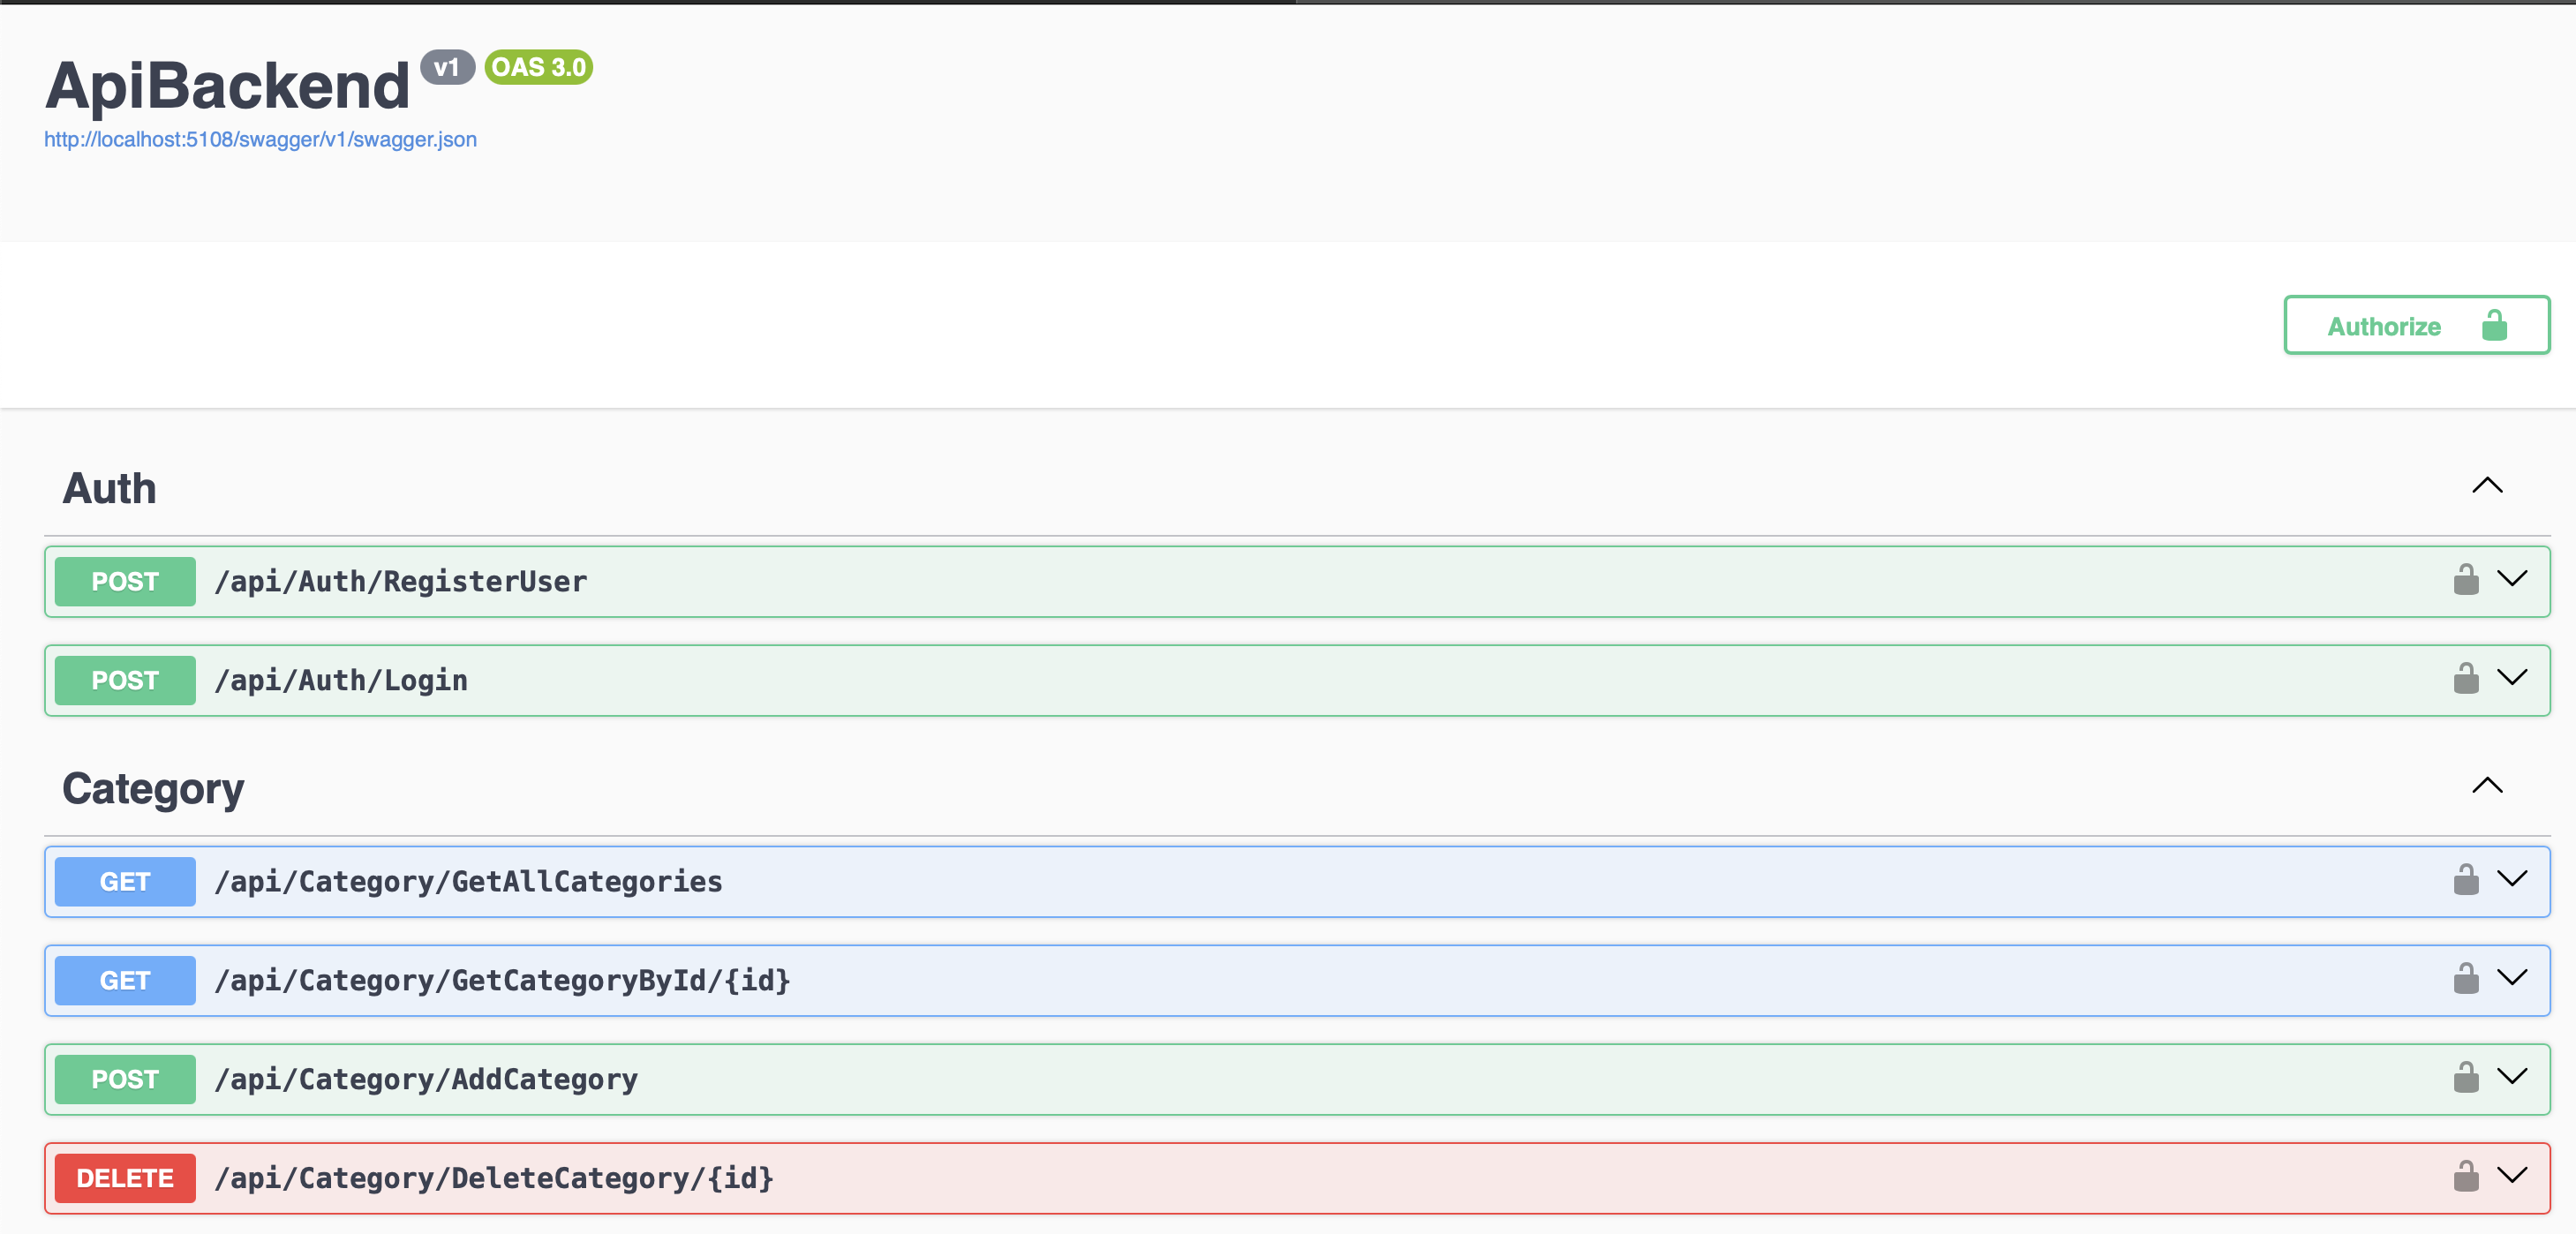 ApiBackend v1 OAS 3.0
http://localhost:5108/swagger/v1/swagger.json
Authorize
Auth
POST /api/Auth/RegisterUser
POST /api/Auth/Login
Category
GET /api/Category/GetAllCategories
GET /api/Category/GetCategoryById/{id}
POST /api/Category/AddCategory
DELETE /api/Category/DeleteCategory/{id}